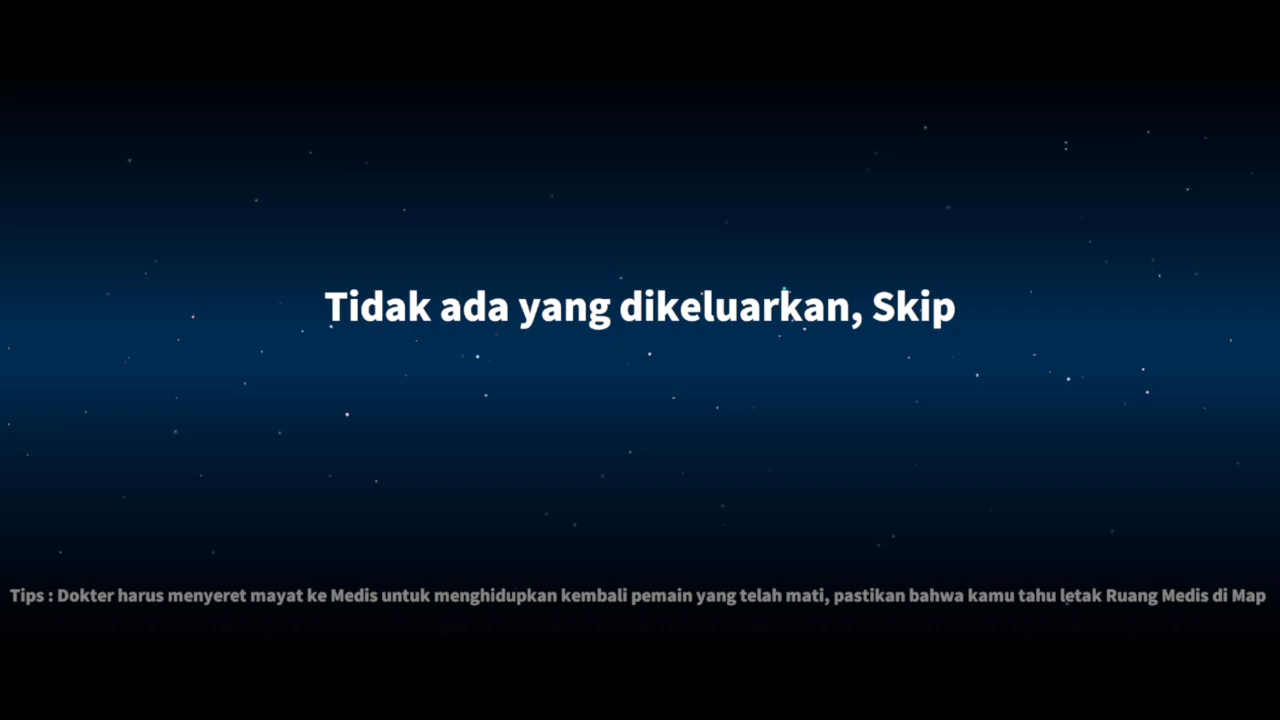 Tidak ada yang dikeluarkan, Skip
Tips : Dokter harus menyeret mayat ke Medis untuk menghidupkan kembali pemain yang telah mati, pastikan bahwa kamu tahu letak Ruang Medis di Map